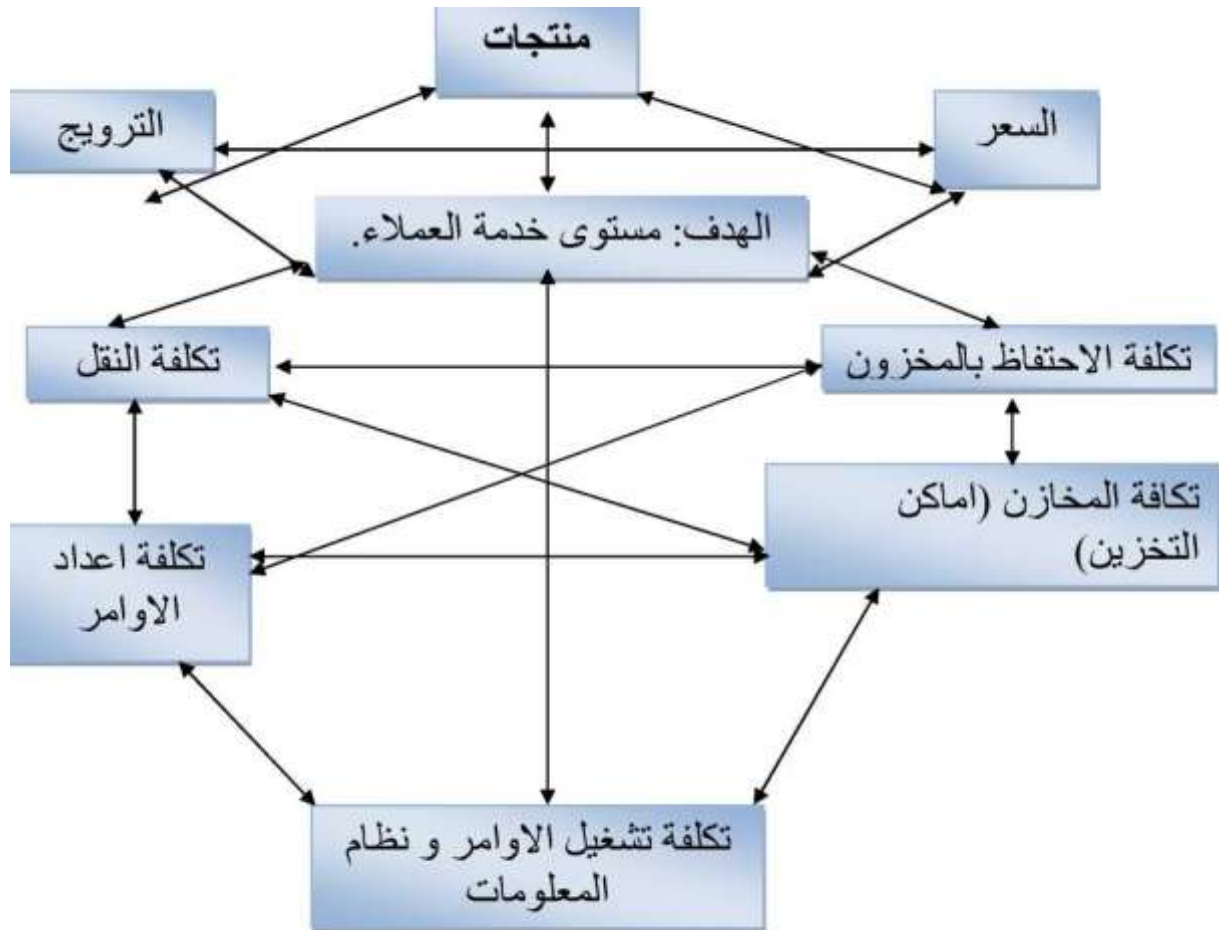 منتجات
السعر
الترويج
الهدف: مستوى خدمة العملاء.
تكلفة الاحتفاظ بالمخزون
تكلفة النقل
تكافة المخازن (اماكن
التخزين)
تكلفة اعداد
الاوامر
تكلفة تشغيل الاوامر و نظام
المعلومات